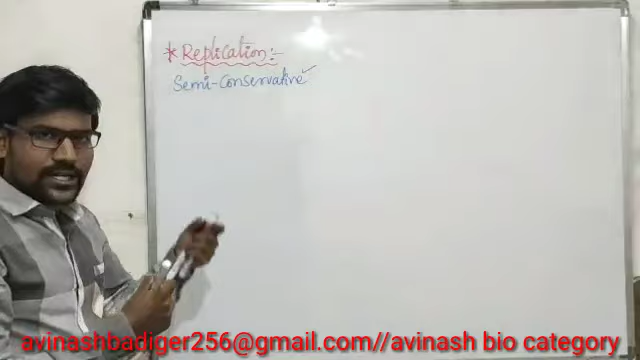 * Replication:-
Semi-Conservative ✓
avinashbadiger256@gmail.com//avinash bio category